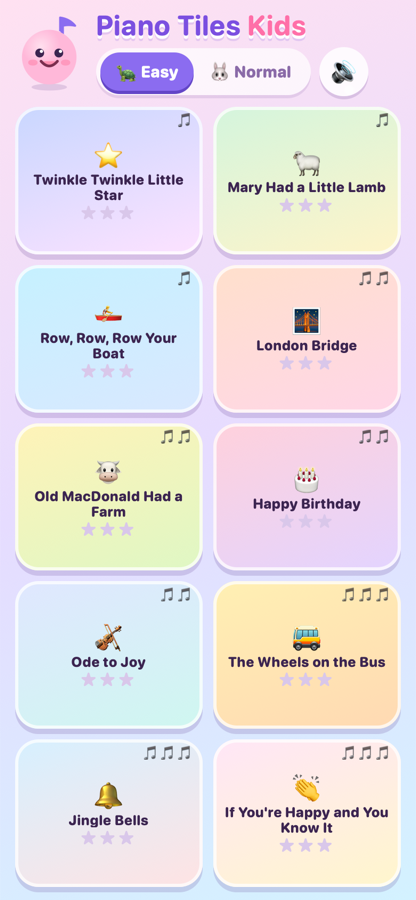 Piano Tiles Kids
Easy
Normal
Twinkle Twinkle Little
Star
Mary Had a Little Lamb
Row, Row, Row Your
Boat
London Bridge
Old MacDonald Had a
Farm
Happy Birthday
Ode to Joy
The Wheels on the Bus
Jingle Bells
If You're Happy and You
Know It